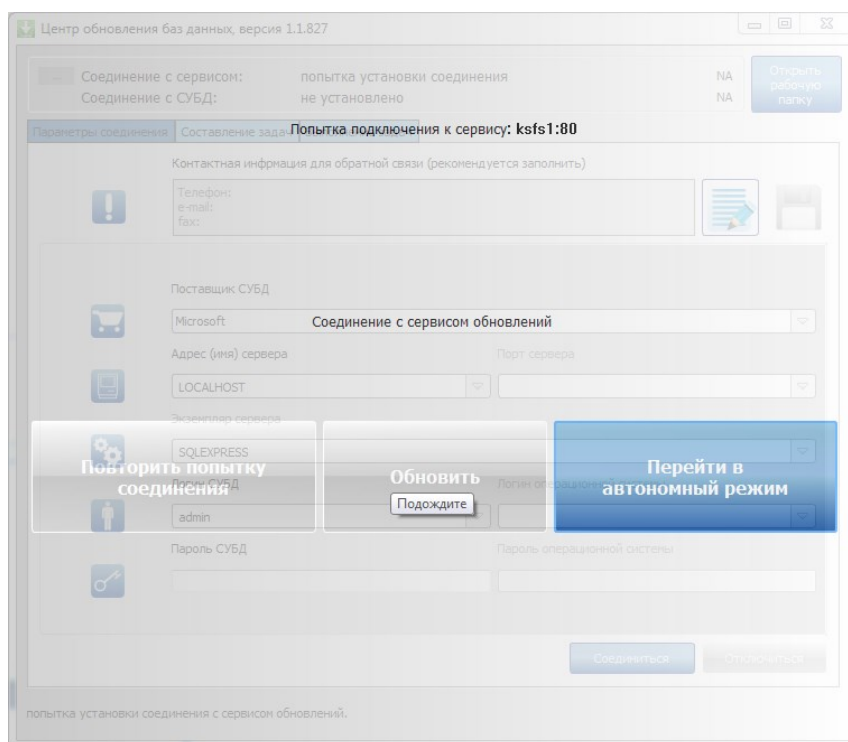 Центр обновления баз данных, версия 1.1.827
Соединение с сервисом: попытка установки соединения NA
Соединение с СУБД: не установлено NA
Открыть
рабочую
папку
Попытка подключения к сервису: ksfs1:80
Параметры соединения Составление задач
Контактная инфрмация для обратной связи (рекомендуется заполнить)
Телефон:
e-mail:
fax:
Поставщик СУБД
Microsoft
Соединение с сервисом обновлений
Адрес (имя) сервера Порт сервера
LOCALHOST
Экземпляр сервера
SQLEXPRESS
Повторить попытку
соединения
Обновить
Перейти в
автономный режим
Логин СУБД Логин операционной системы
Подождите
admin
Пароль СУБД Пароль операционной системы
Соединиться Отключиться
попытка установки соединения с сервисом обновлений.